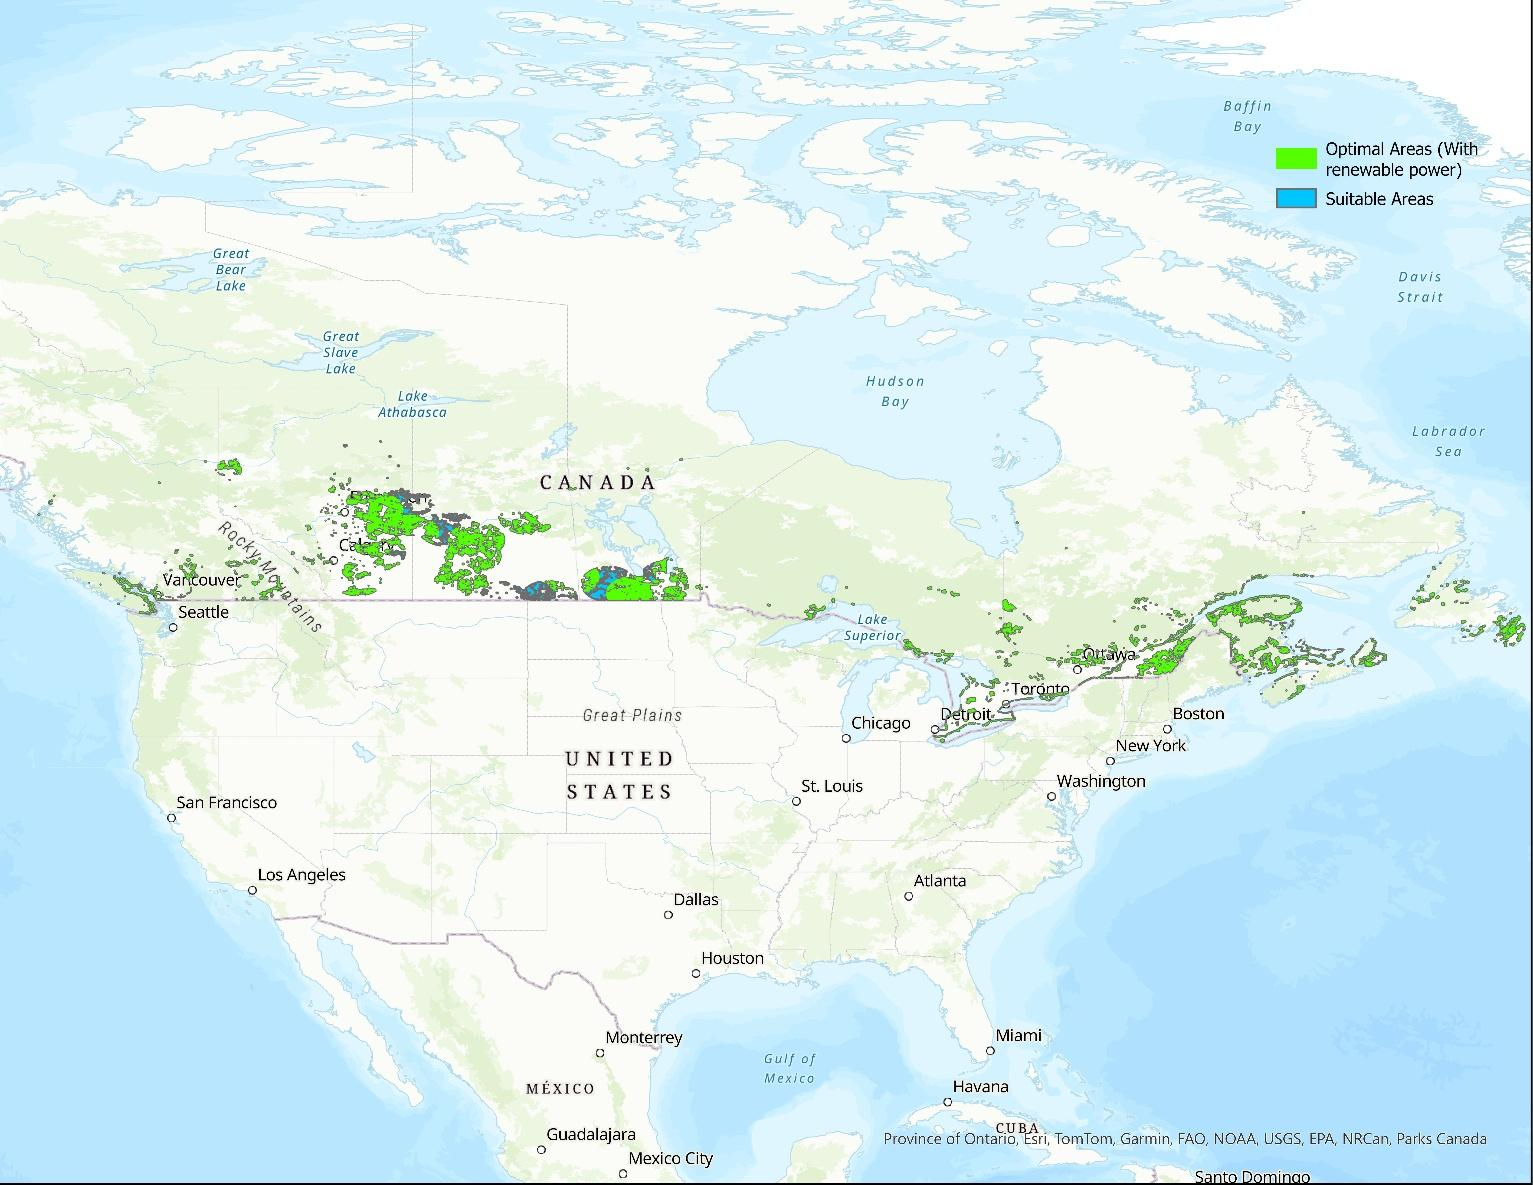 Baffin
Bay
Optimal Areas (With
renewable power)
Suitable Areas
Great
Bear
Lake
Davis
Strait
Great
Slave
Lake
Hudson
Bay
Lake
Athabasca
Labrador
Sea
CANADA
Rocky Mountains
Vancouver
Seattle
Lake
Superior
Ottawa
Toronto
Detroit
Chicago
Boston
New York
Great Plains
UNITED
STATES
Washington
St. Louis
San Francisco
Los Angeles
Atlanta
Dallas
Houston
Monterrey
Miami
Gulf of
Mexico
MÉXICO
Havana
CUBA
Guadalajara
Province of Ontario, Esri, TomTom, Garmin, FAO, NOAA, USGS, EPA, NRCan, Parks Canada
Mexico City
Santo Domingo